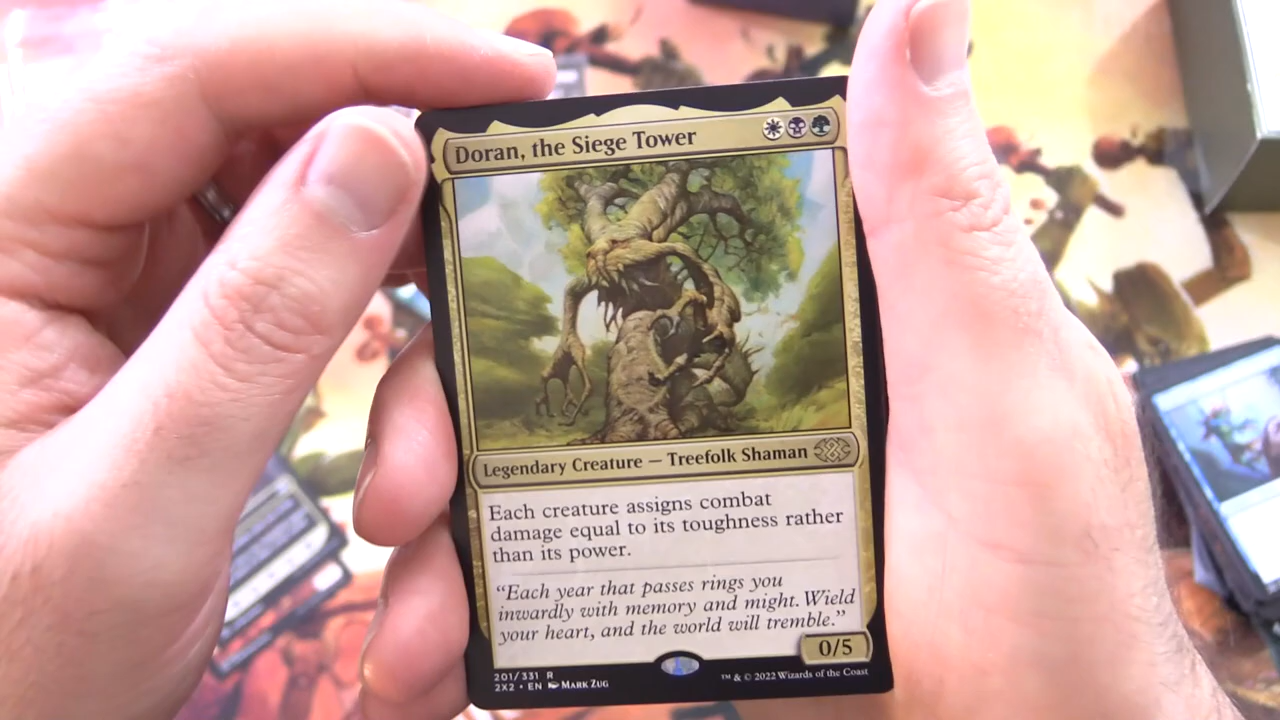 Doran, the Siege Tower
Legendary Creature — Treefolk Shaman
Each creature assigns combat
damage equal to its toughness rather
than its power.
“Each year that passes rings you
inwardly with memory and might. Wield
your heart, and the world will tremble.”
0/5
201/331 R
2X2 • EN Mark Zug
™ & © 2022 Wizards of the Coast